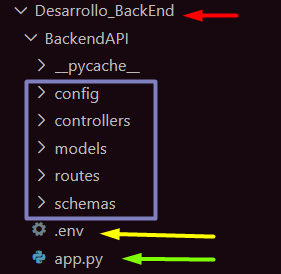 Desarrollo_BackEnd
BackendAPI
__pycache__
config
controllers
models
routes
schemas
.env
app.py